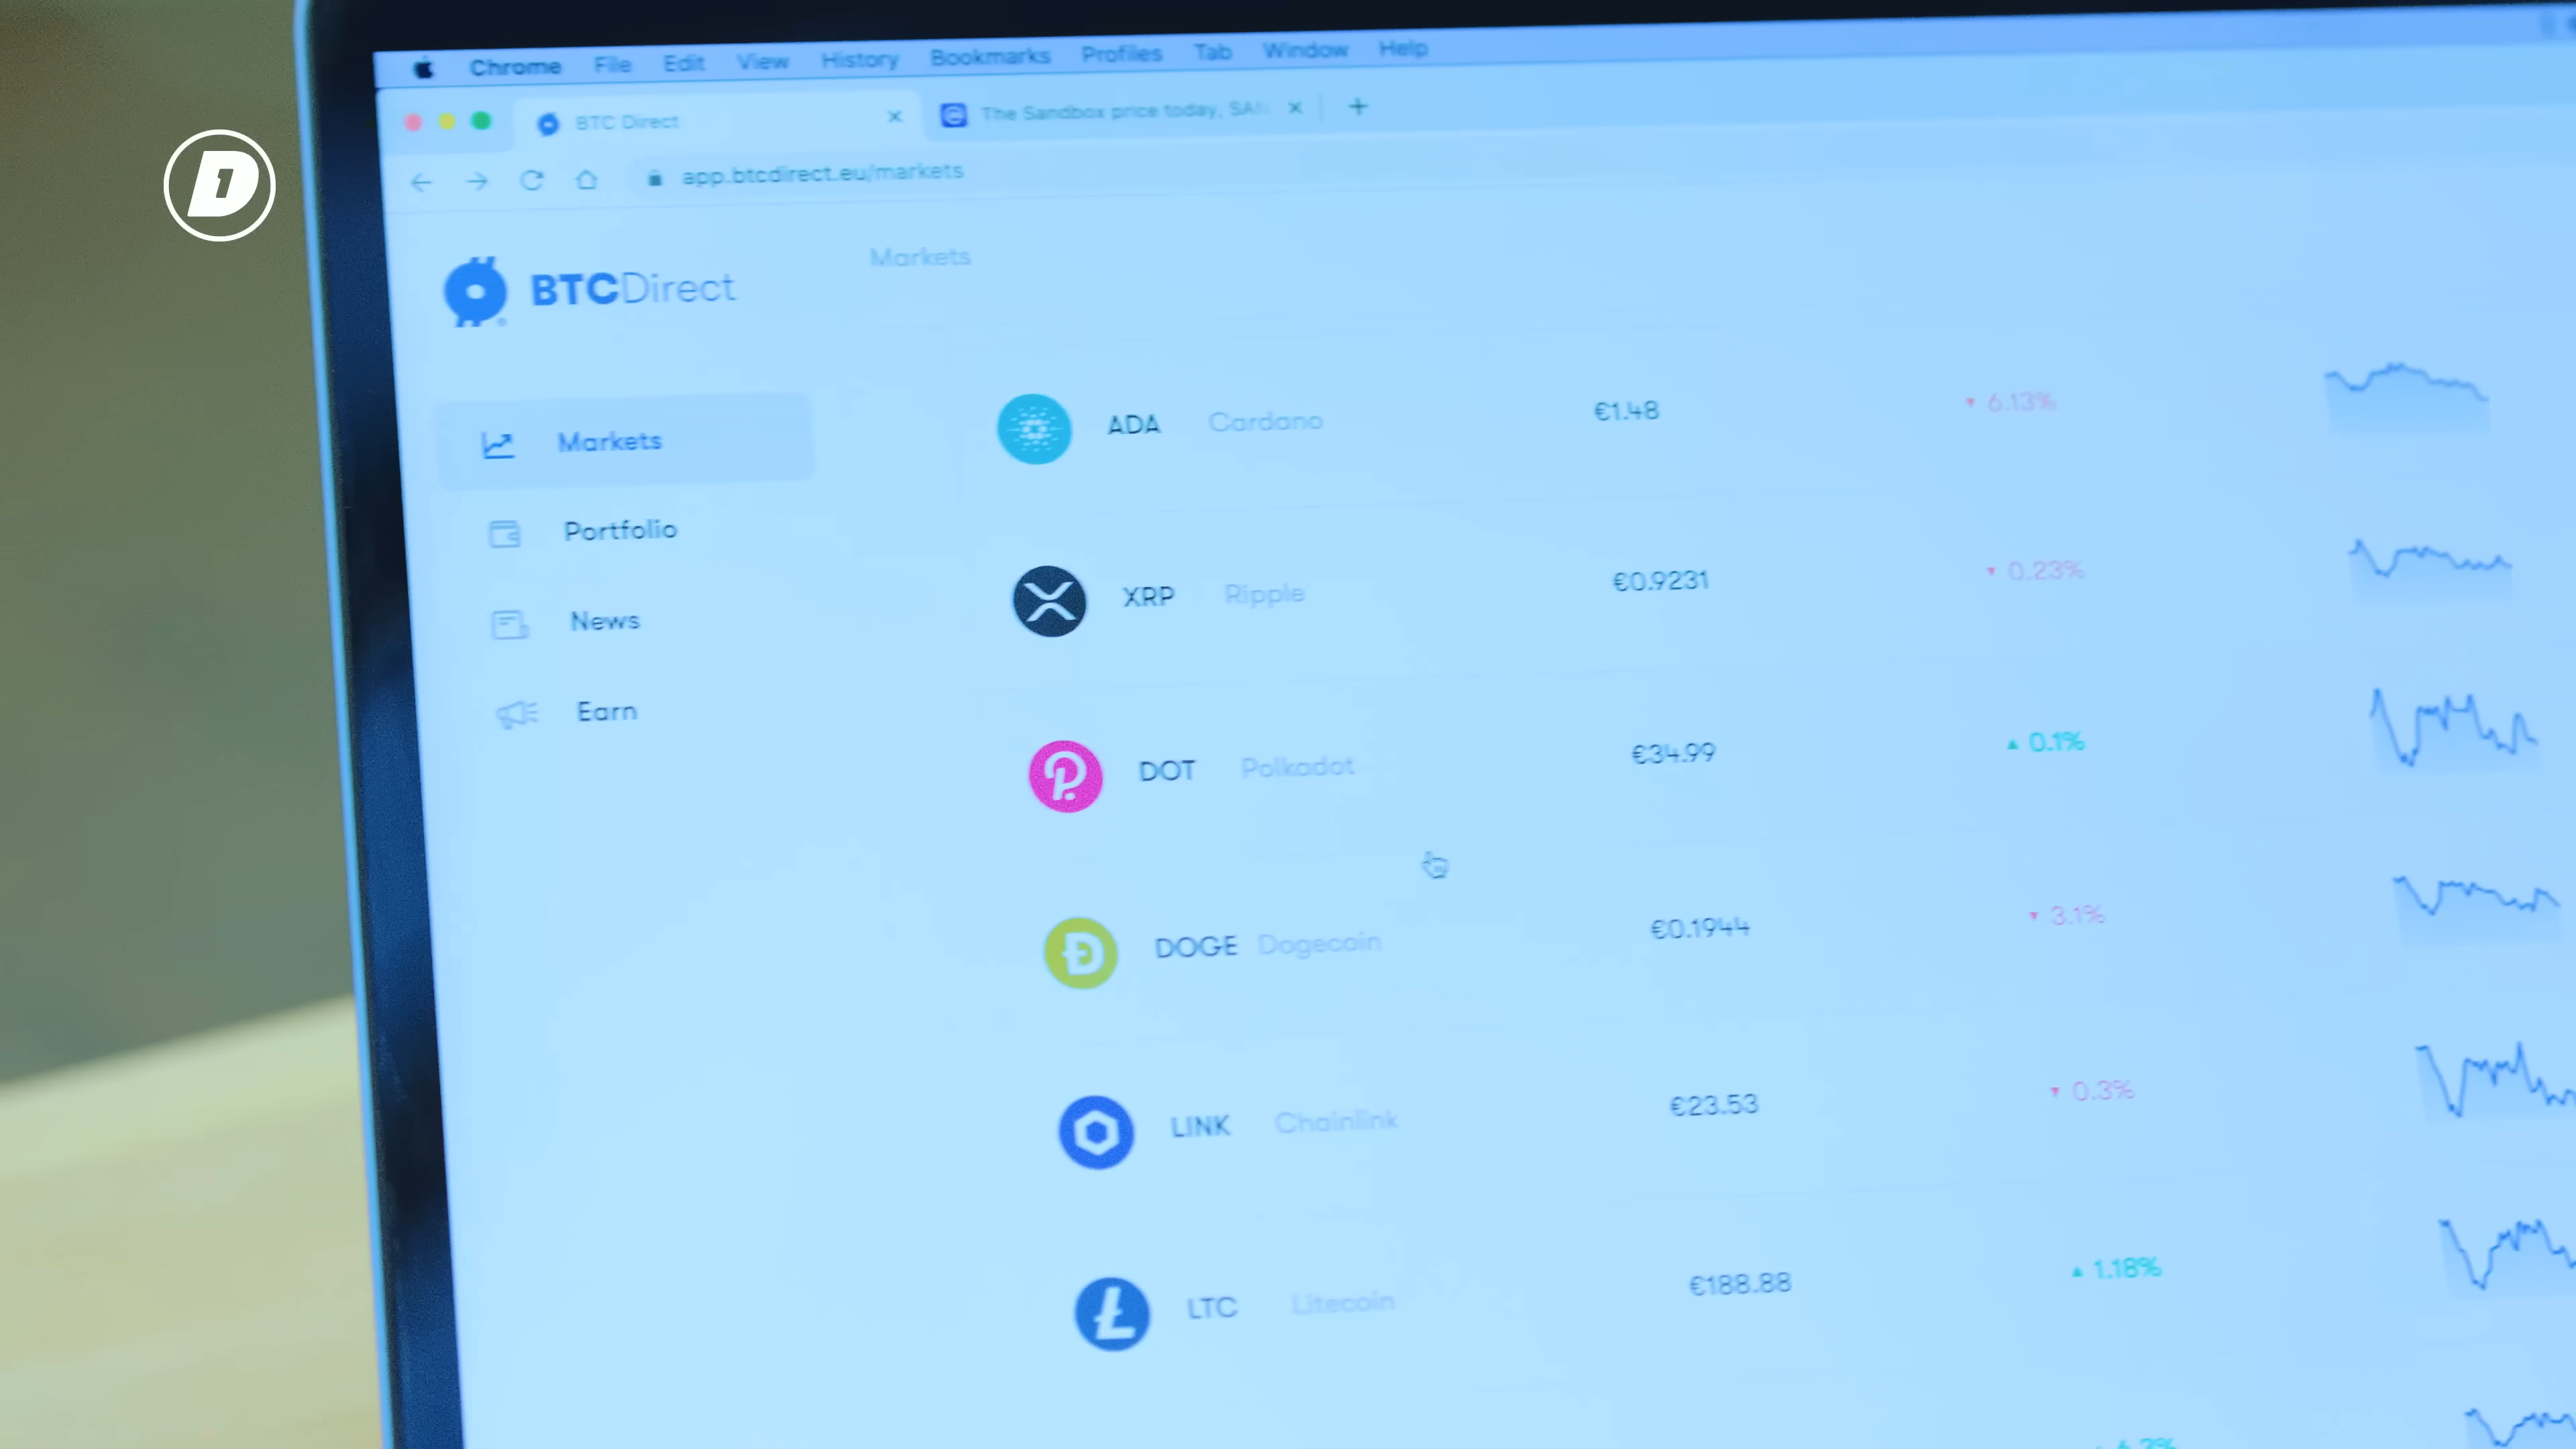 Chrome File Edit View History Bookmarks Profiles Tab Window Help
BTC Direct
The Sandbox price today, SAN
app.btcdirect.eu/markets
D1
BTCDirect
Markets
Markets
Portfolio
News
Earn
ADA Cardano €1.48 ▼ 6.13%
XRP Ripple €0.9231 ▼ 0.23%
DOT Polkadot €34.99 ▲ 0.1%
DOGE Dogecoin €0.1944 ▼ 3.1%
LINK Chainlink €23.53 ▼ 0.3%
LTC Litecoin €188.88 ▲ 1.18%